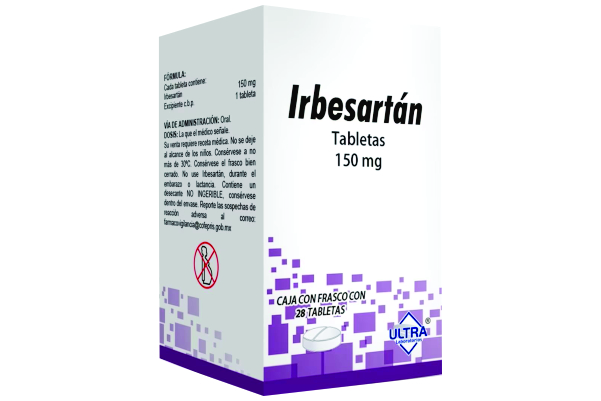 FÓRMULA:
Cada tableta contiene:
Irbesartán 150 mg
Excipiente c.b.p. 1 tableta
VÍA DE ADMINISTRACIÓN: Oral.
DOSIS: La que el médico señale.
Su venta requiere receta médica. No se deje
al alcance de los niños. Consérvese a no
más de 30ºC. Consérvese el frasco bien
cerrado. No use Irbesartán, durante el
embarazo o lactancia. Contiene un
desecante NO INGERIBLE, consérvese
dentro del envase. Reporte las sospechas de
reacción adversa al correo:
farmacovigilancia@cofepris.gob.mx
Irbesartán
Tabletas
150 mg
CAJA CON FRASCO CON
28 TABLETAS
ULTRA®
Laboratorios